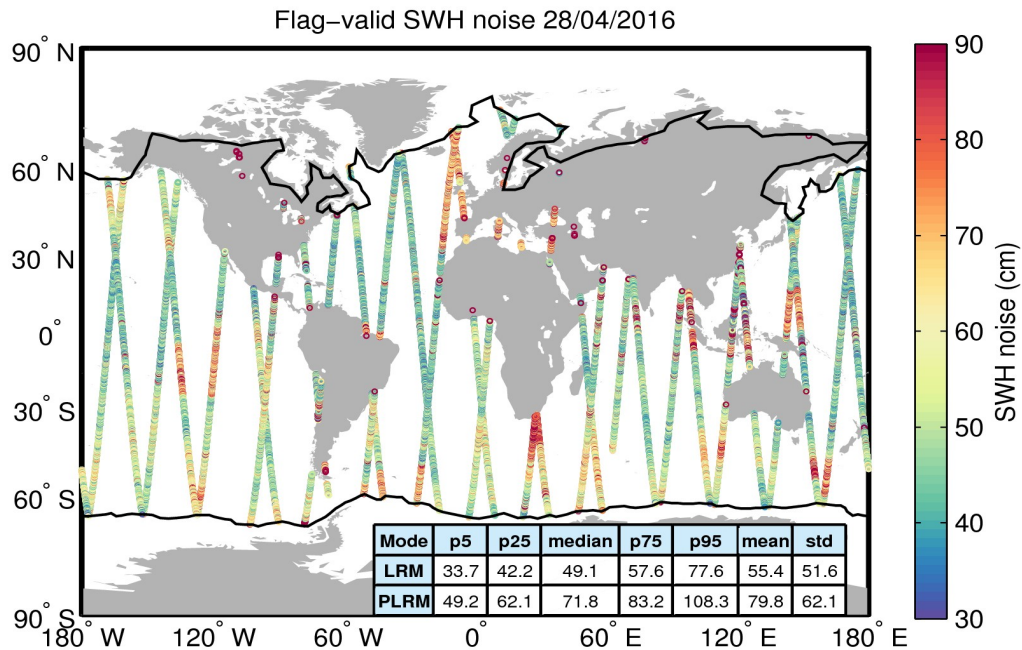 Flag−valid SWH noise 28/04/2016
90° N
60° N
30° N
0°
30° S
60° S
90° S
180° W
120° W
60° W
0°
60° E
120° E
180° E
Mode p5 p25 median p75 p95 mean std
LRM 33.7 42.2 49.1 57.6 77.6 55.4 51.6
PLRM 49.2 62.1 71.8 83.2 108.3 79.8 62.1
90
80
70
60
50
40
30
SWH noise (cm)